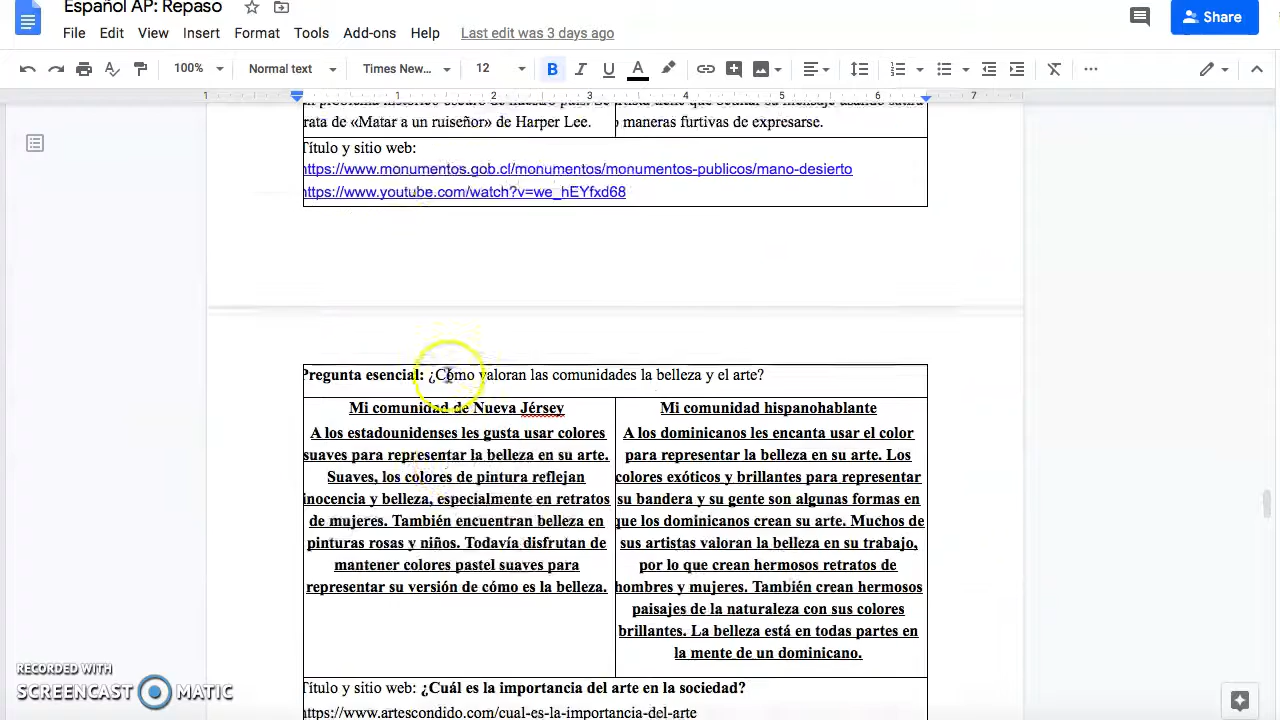 Español AP: Repaso
File Edit View Insert Format Tools Add-ons Help Last edit was 3 days ago
Share
100% Normal text Times New... 12
1 1 2 3 4 5 6 7
rata de «Matar a un ruiseñor» de Harper Lee.
maneras furtivas de expresarse.
Título y sitio web:
https://www.monumentos.gob.cl/monumentos/monumentos-publicos/mano-desierto
https://www.youtube.com/watch?v=we_hEYfxd68
Pregunta esencial: ¿Cómo valoran las comunidades la belleza y el arte?
Mi comunidad de Nueva Jérsey
A los estadounidenses les gusta usar colores
suaves para representar la belleza en su arte.
Suaves, los colores de pintura reflejan
inocencia y belleza, especialmente en retratos
de mujeres. También encuentran belleza en
pinturas rosas y niños. Todavía disfrutan de
mantener colores pastel suaves para
representar su versión de cómo es la belleza.
Mi comunidad hispanohablante
A los dominicanos les encanta usar el color
para representar la belleza en su arte. Los
colores exóticos y brillantes para representar
su bandera y su gente son algunas formas en
que los dominicanos crean su arte. Muchos de
sus artistas valoran la belleza en su trabajo,
por lo que crean hermosos retratos de
hombres y mujeres. También crean hermosos
paisajes de la naturaleza con sus colores
brillantes. La belleza está en todas partes en
la mente de un dominicano.
Título y sitio web: ¿Cuál es la importancia del arte en la sociedad?
https://www.artescondido.com/cual-es-la-importancia-del-arte
RECORDED WITH
SCREENCAST MATIC